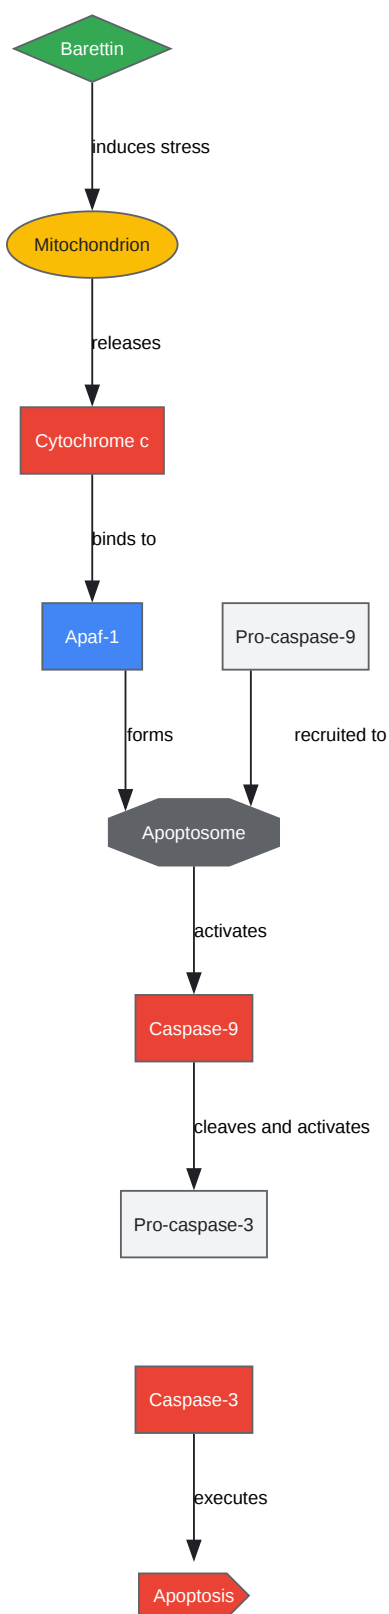 Barettin
induces stress
Mitochondrion
releases
Cytochrome c
binds to
Apaf-1
Pro-caspase-9
forms
recruited to
Apoptosome
activates
Caspase-9
cleaves and activates
Pro-caspase-3
Caspase-3
executes
Apoptosis